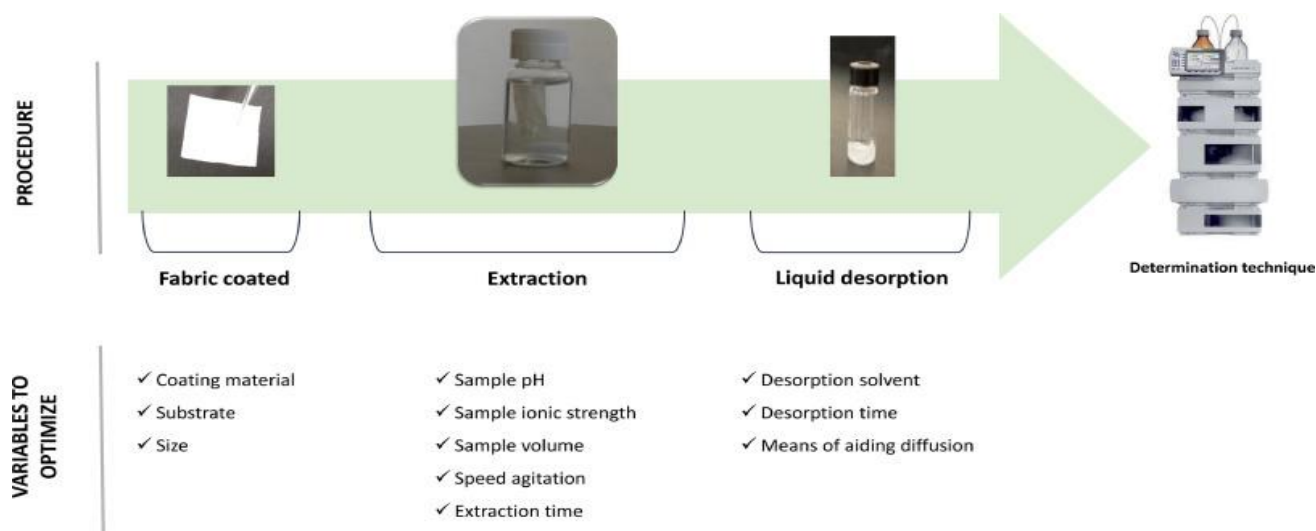 PROCEDURE
Fabric coated
Extraction
Liquid desorption
Determination technique
VARIABLES TO
OPTIMIZE
✓ Coating material
✓ Substrate
✓ Size
✓ Sample pH
✓ Sample ionic strength
✓ Sample volume
✓ Speed agitation
✓ Extraction time
✓ Desorption solvent
✓ Desorption time
✓ Means of aiding diffusion